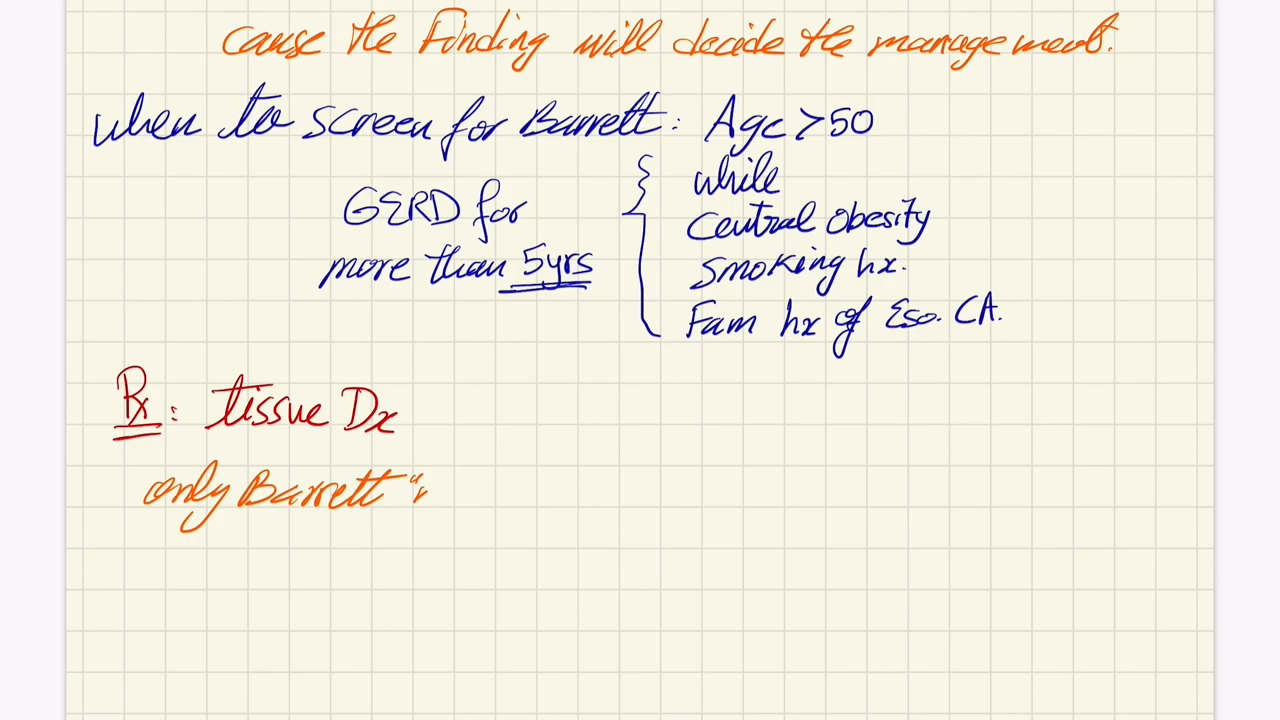 cause the Finding will decide the management.
when to screen for Barrett: Age >50
while
GERD for
more than 5yrs
Central Obesity
Smoking hx.
Fam hx of Eso. CA.
Rx: tissue Dx
only Barrett "